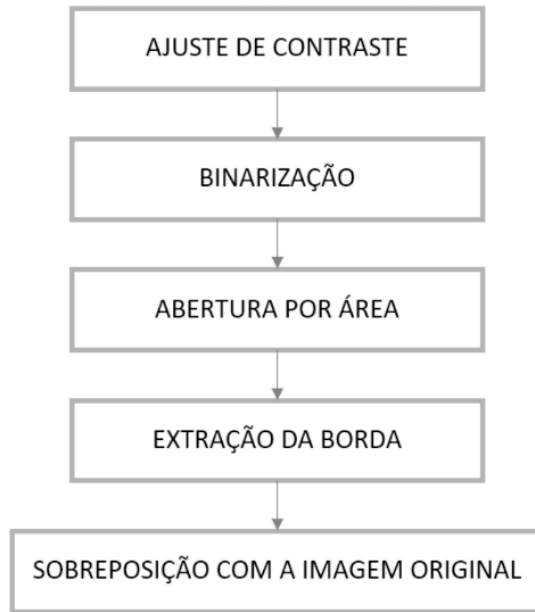 AJUSTE DE CONTRASTE
BINARIZAÇÃO
ABERTURA POR ÁREA
EXTRAÇÃO DA BORDA
SOBREPOSIÇÃO COM A IMAGEM ORIGINAL